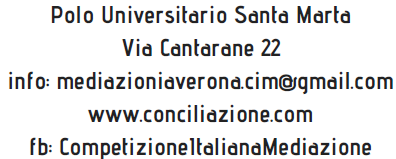 Polo Universitario Santa Marta
Via Cantarane 22
info: mediazioniaverona.cim@gmail.com
www.conciliazione.com
fb: CompetizioneItalianaMediazione